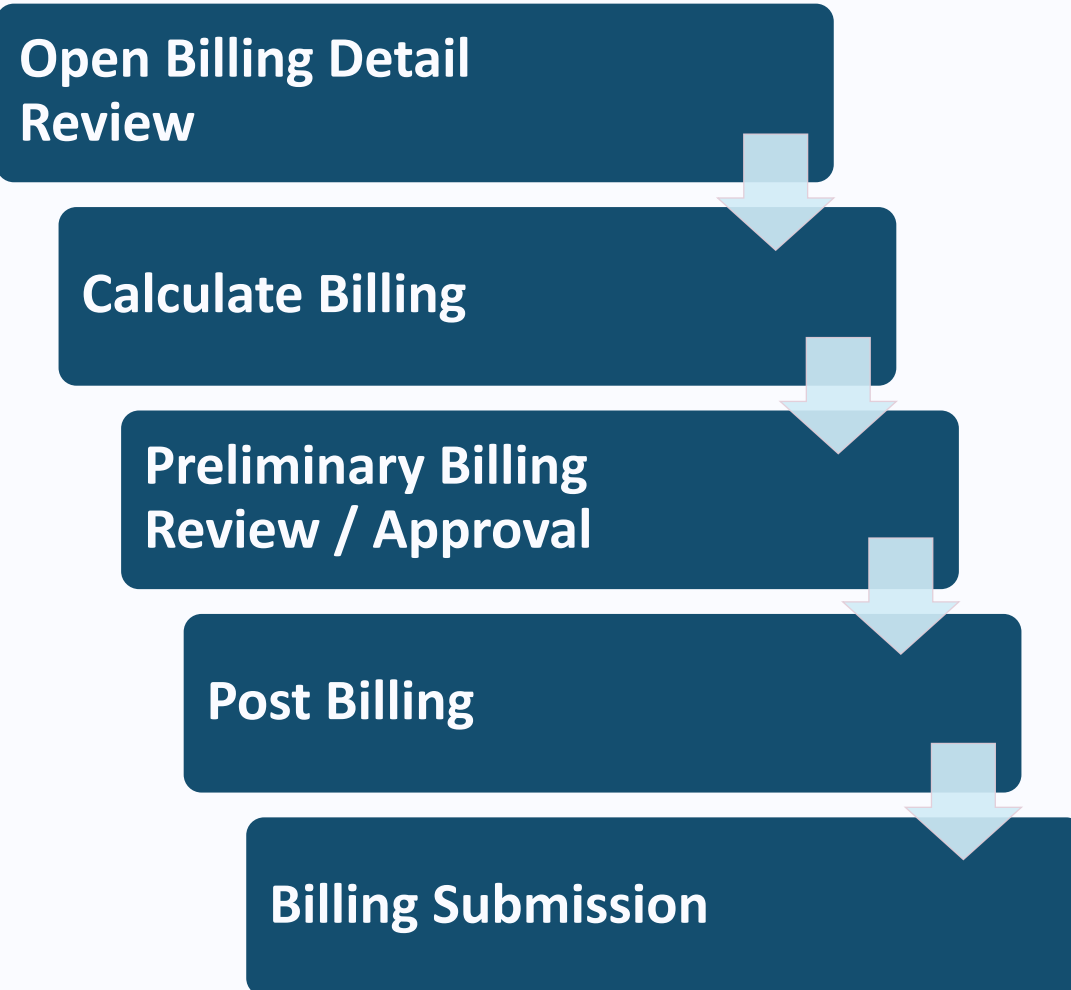 Open Billing Detail
Review
Calculate Billing
Preliminary Billing
Review / Approval
Post Billing
Billing Submission